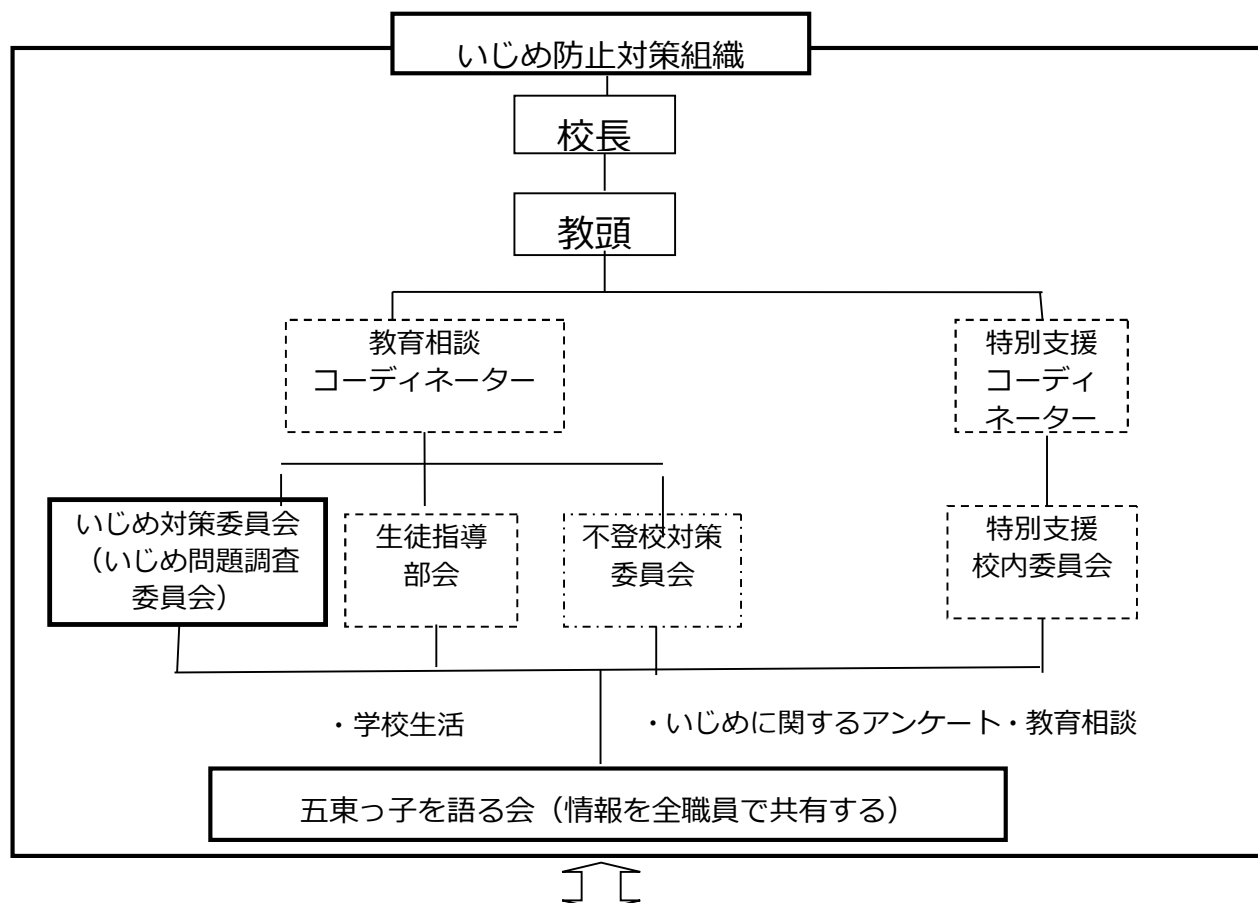 いじめ防止対策組織
校長
教頭
教育相談
コーディネーター
特別支援
コーディ
ネーター
いじめ対策委員会
（いじめ問題調査
委員会）
生徒指導
部会
不登校対策
委員会
特別支援
校内委員会
・学校生活
・いじめに関するアンケート・教育相談
五東っ子を語る会（情報を全職員で共有する）